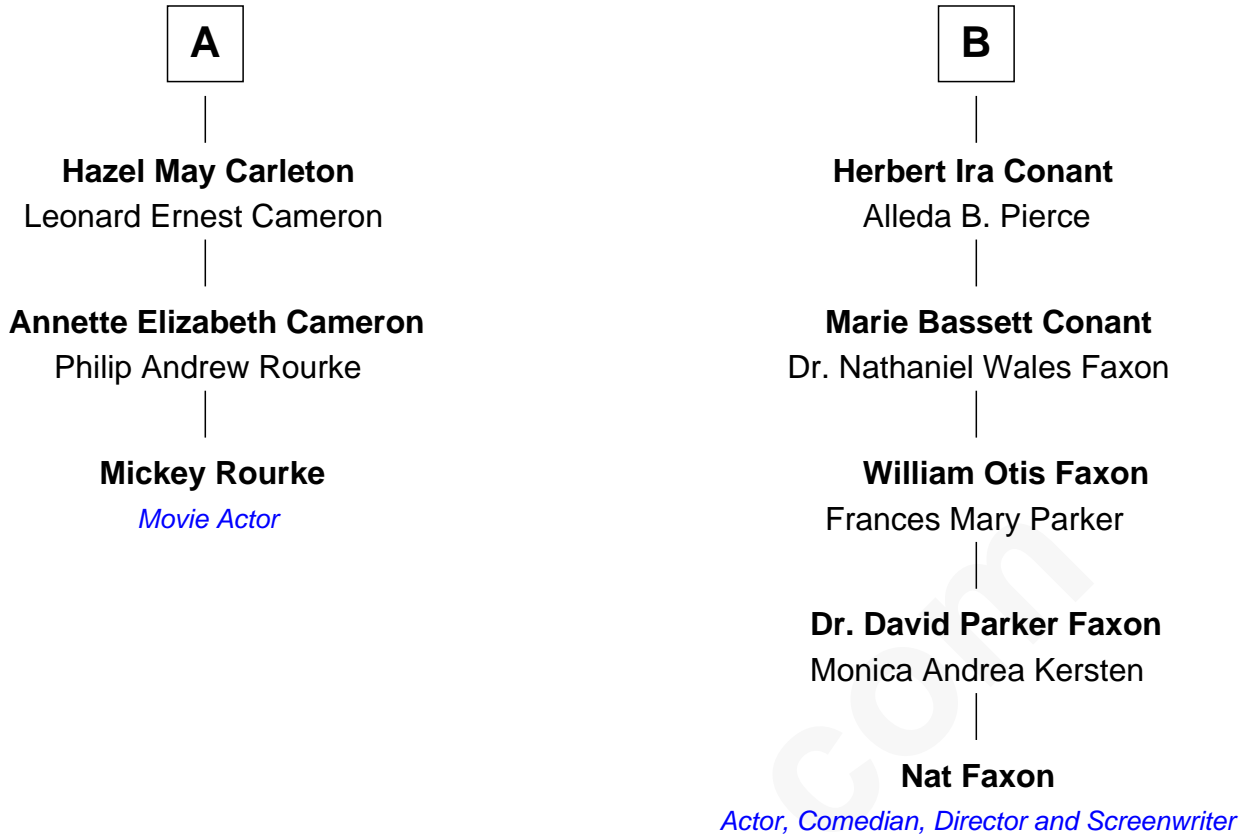 A
Hazel May Carleton
Leonard Ernest Cameron
Annette Elizabeth Cameron
Philip Andrew Rourke
Mickey Rourke
Movie Actor
B
Herbert Ira Conant
Alleda B. Pierce
Marie Bassett Conant
Dr. Nathaniel Wales Faxon
William Otis Faxon
Frances Mary Parker
Dr. David Parker Faxon
Monica Andrea Kersten
Nat Faxon
Actor, Comedian, Director and Screenwriter
com